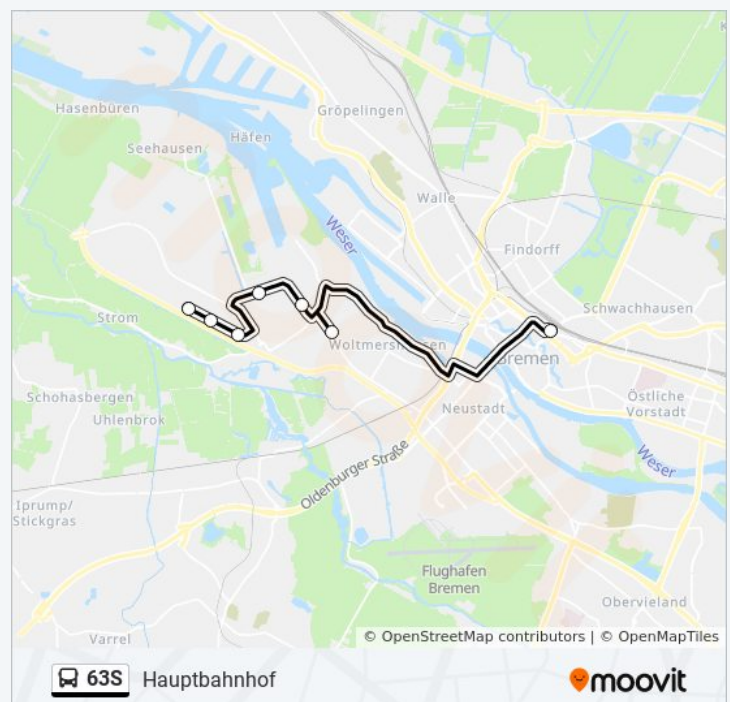 Hasenbüren
Gröpelingen
Häfen
Seehausen
Walle
Weser
Findorff
Strom
Schwachhausen
Woltmershausen
Bremen
Schohasbergen
Östliche
Vorstadt
Neustadt
Uhlenbrok
Weser
Oldenburger Straße
Iprump/
Stickgras
Flughafen
Bremen
Obervieland
Varrel
© OpenStreetMap contributors | © OpenMapTiles
63S Hauptbahnhof
moovit